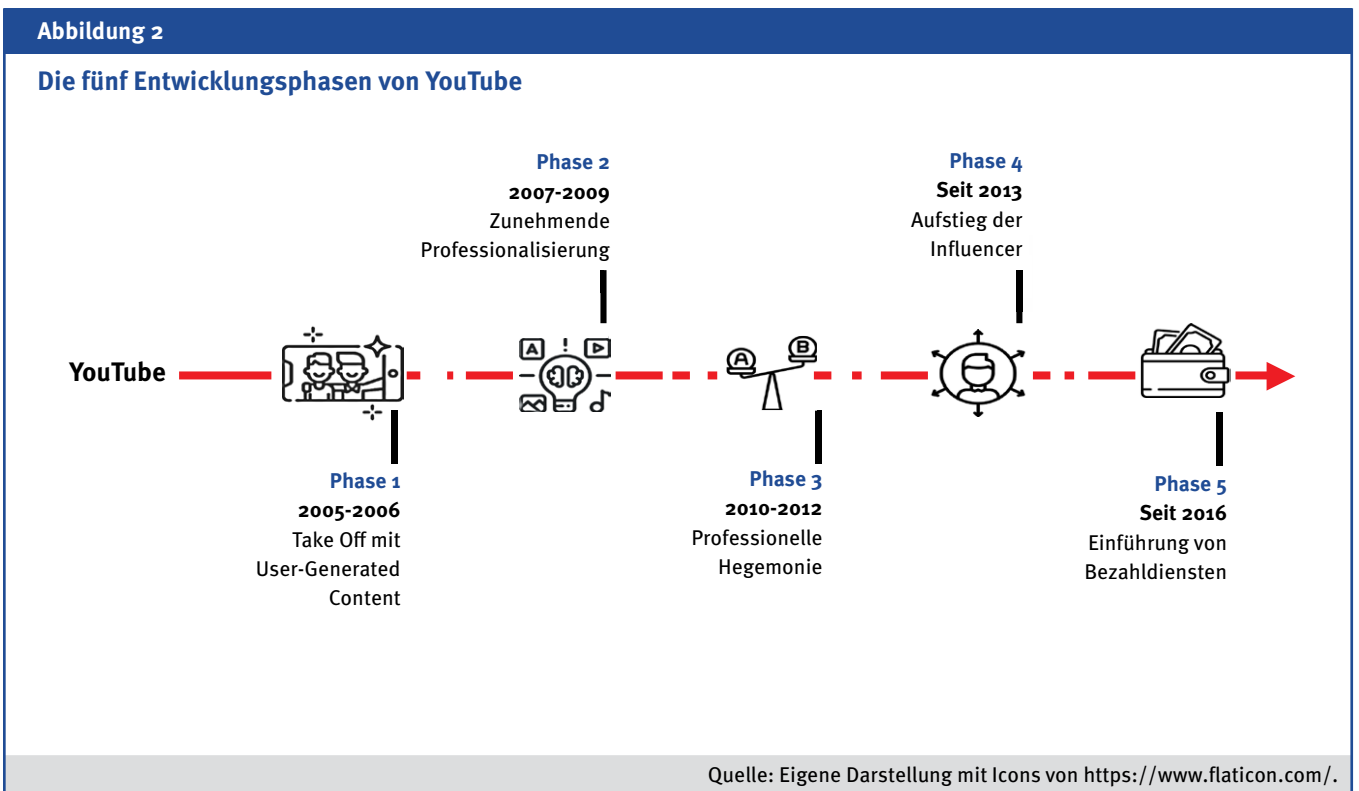 Abbildung 2
Die fünf Entwicklungsphasen von YouTube
Phase 2
2007-2009
Zunehmende
Professionalisierung
Phase 4
Seit 2013
Aufstieg der
Influencer
YouTube
A !
A B
Phase 1
2005-2006
Take Off mit
User-Generated
Content
Phase 3
2010-2012
Professionelle
Hegemonie
Phase 5
Seit 2016
Einführung von
Bezahldiensten
Quelle: Eigene Darstellung mit Icons von https://www.flaticon.com/.